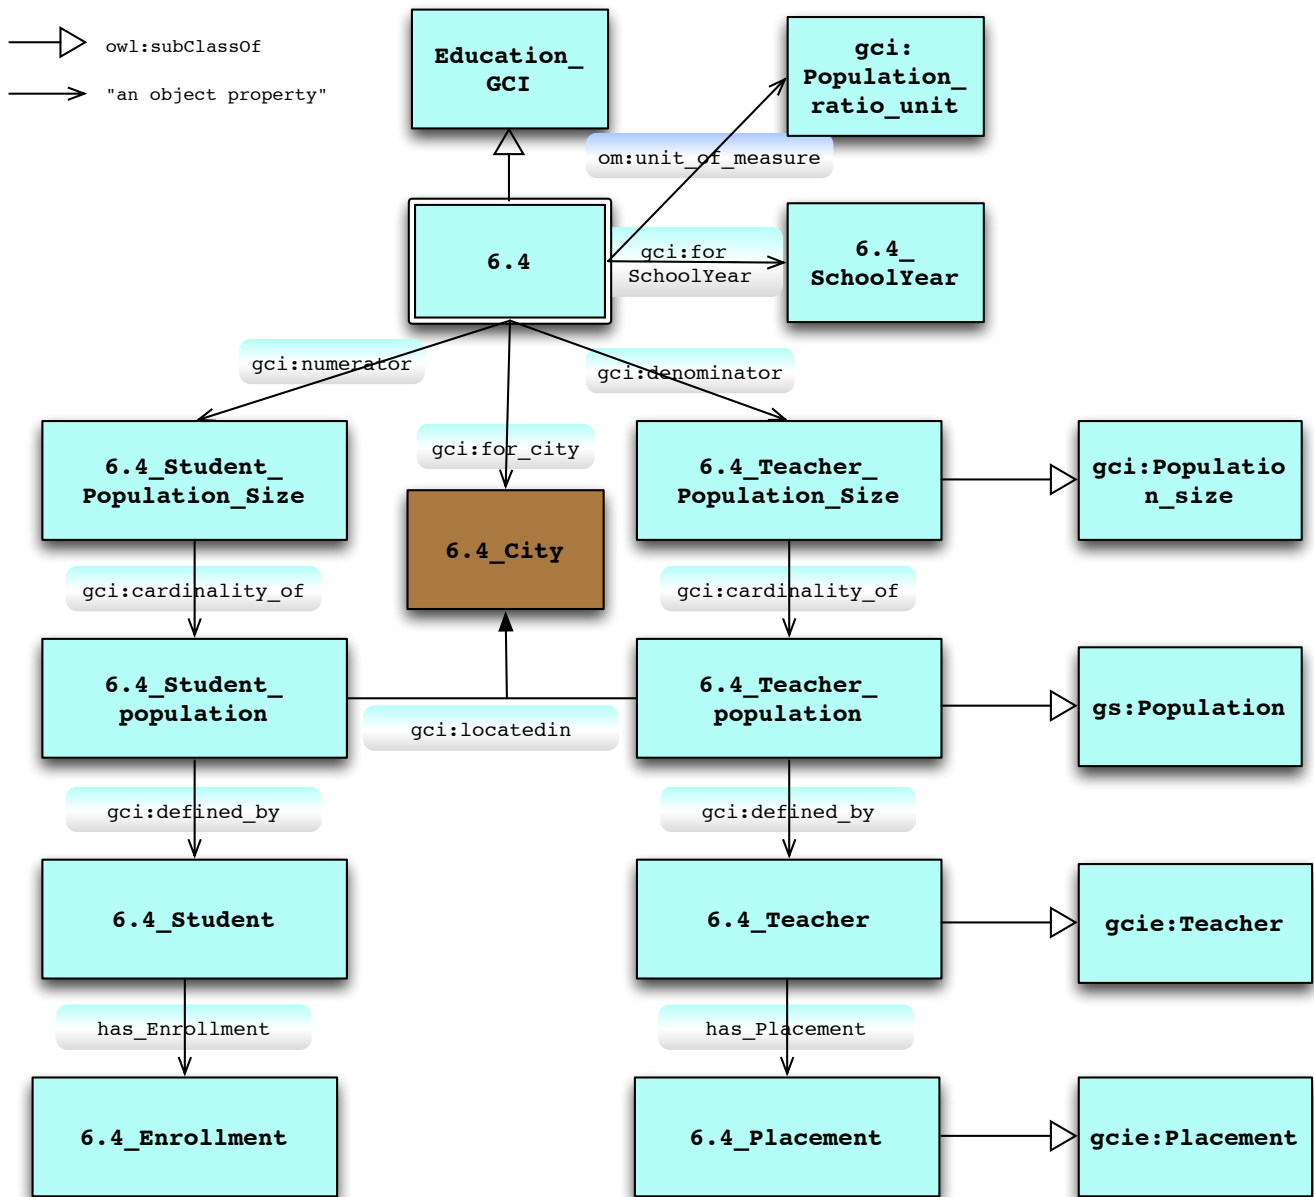 owl:subClassOf
"an object property"
Education_
GCI
gci:
Population_
ratio_unit
om:unit_of_measure
6.4
gci:for
SchoolYear
6.4_
SchoolYear
gci:numerator
gci:denominator
6.4_Student_
Population_Size
gci:for_city
6.4_Teacher_
Population_Size
gci:Populatio
n_size
6.4_City
gci:cardinality_of
gci:cardinality_of
6.4_Student_
population
6.4_Teacher_
population
gs:Population
gci:locatedin
gci:defined_by
gci:defined_by
6.4_Student
6.4_Teacher
gcie:Teacher
has_Enrollment
has_Placement
6.4_Enrollment
6.4_Placement
gcie:Placement